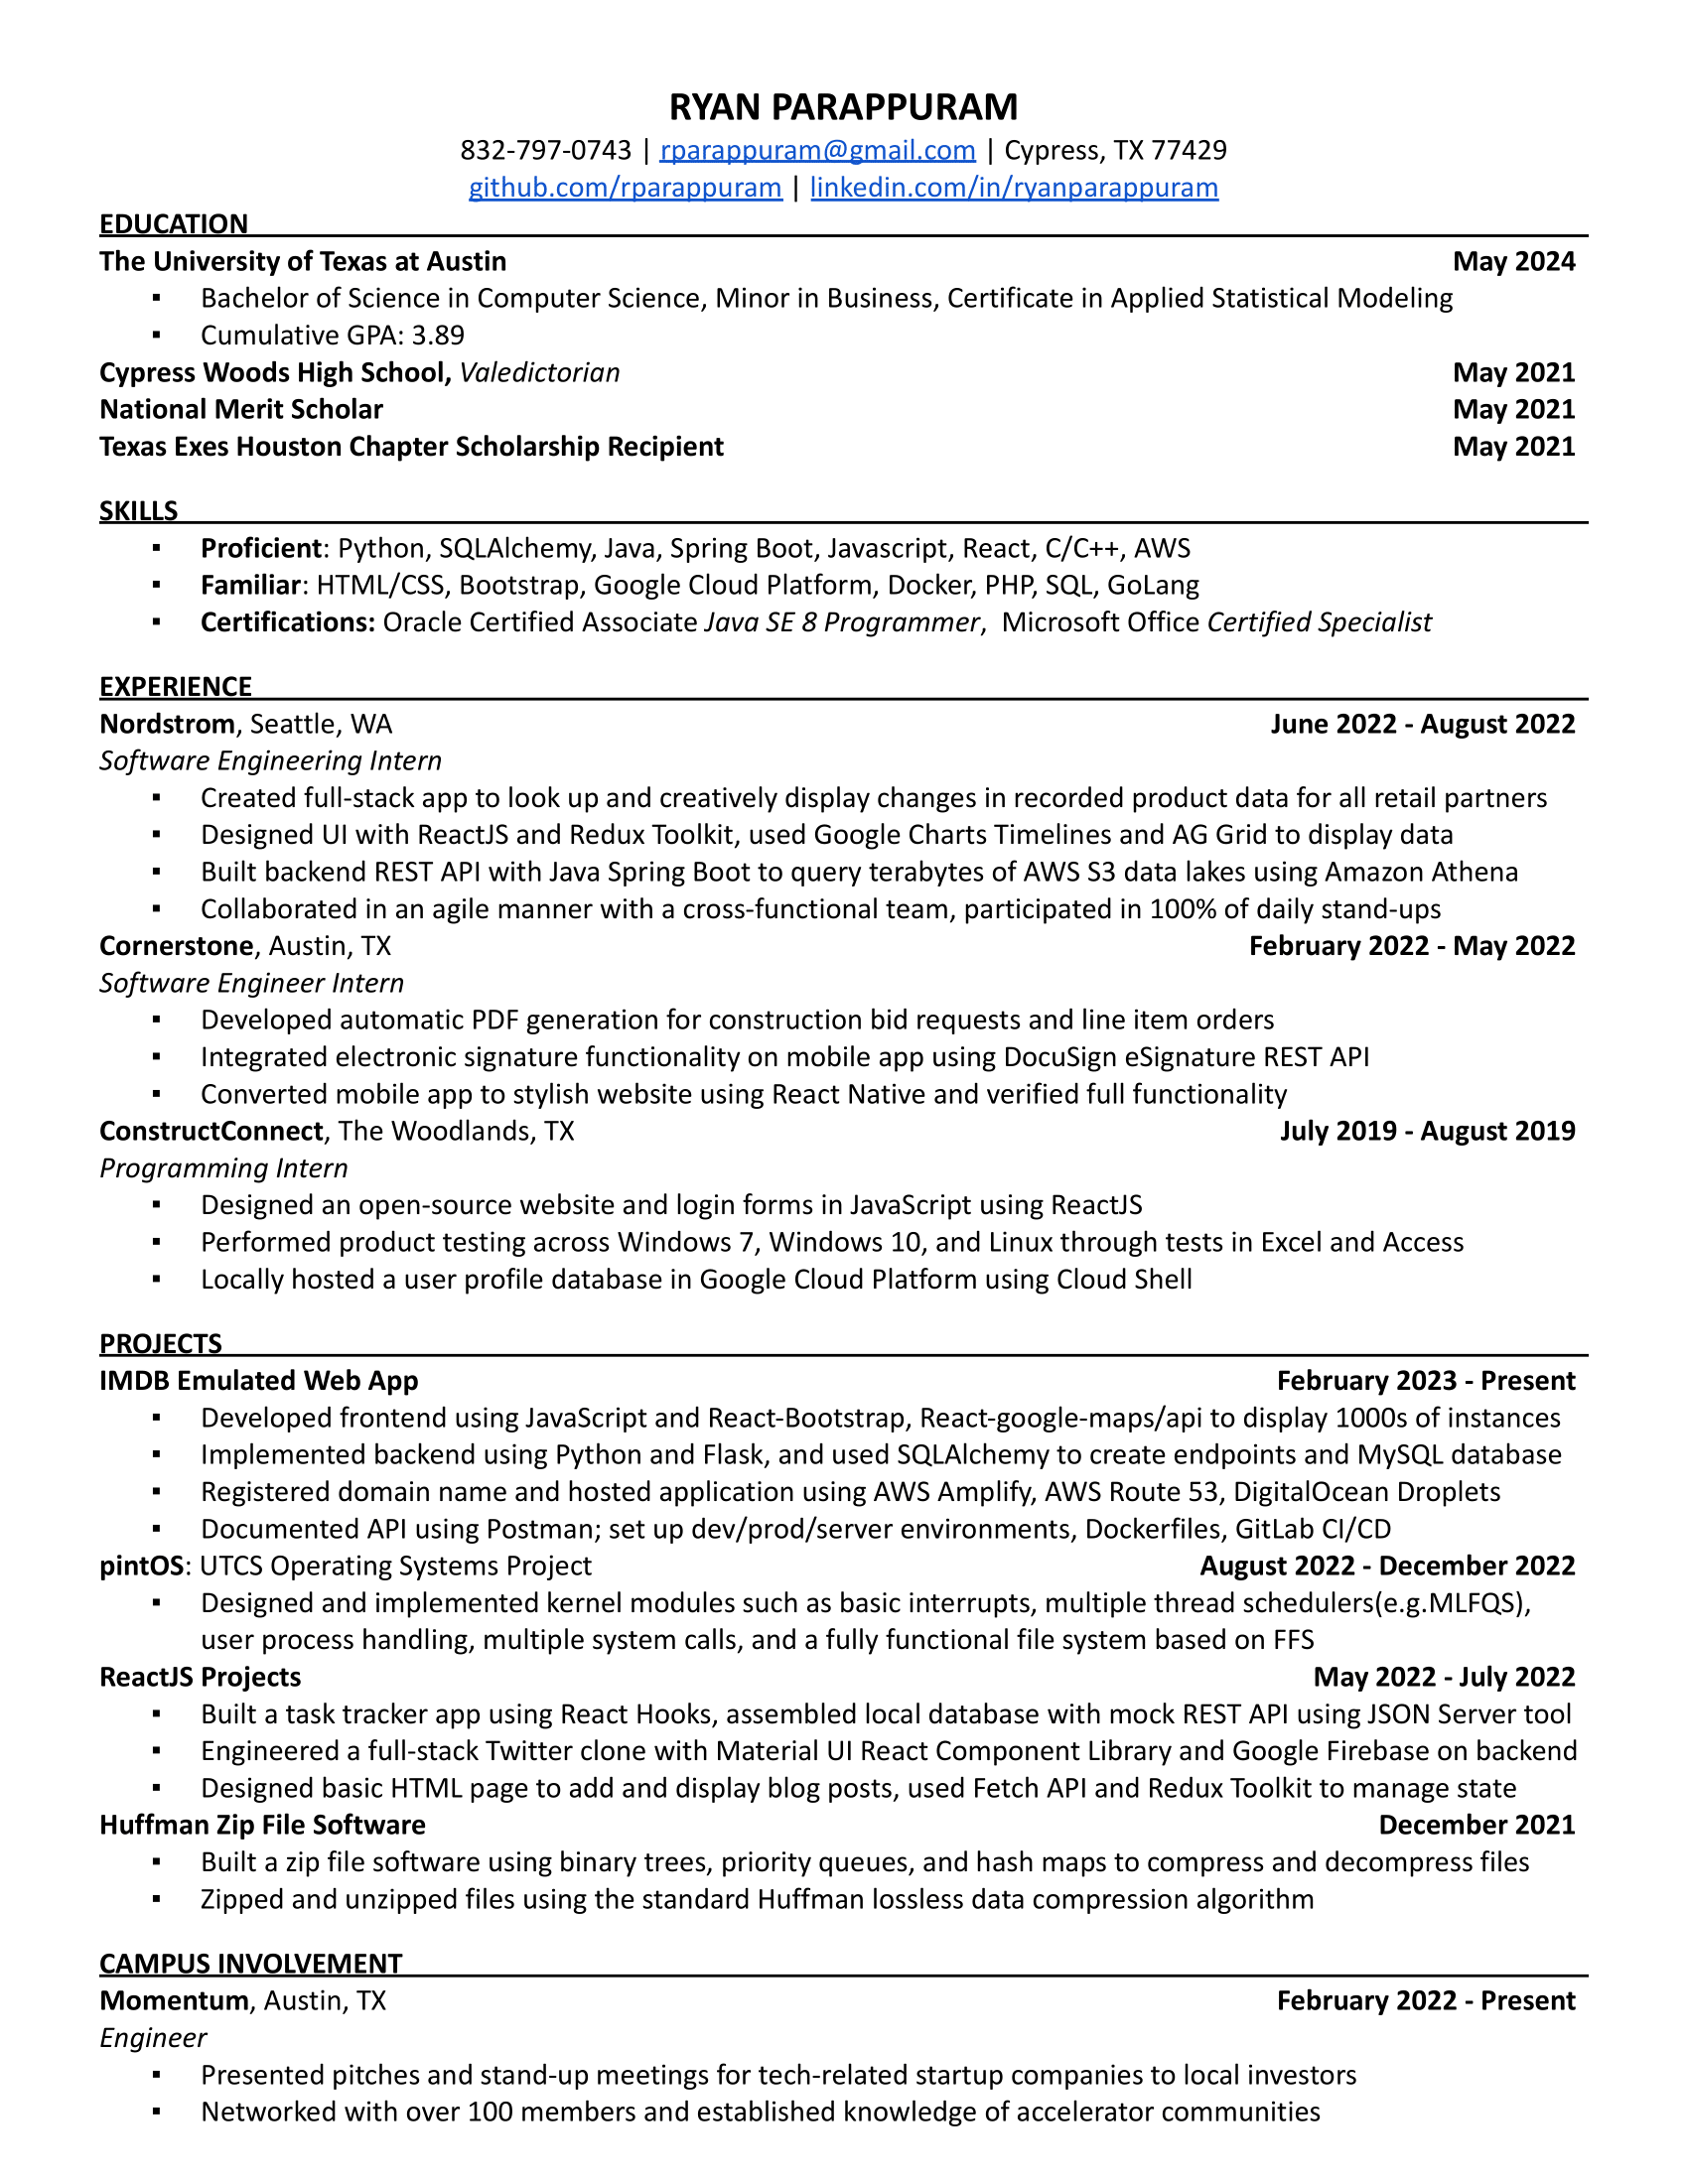 RYAN PARAPPURAM
832-797-0743 | rparappuram@gmail.com | Cypress, TX 77429
github.com/rparappuram | linkedin.com/in/ryanparappuram
EDUCATION
The University of Texas at Austin May 2024
▪ Bachelor of Science in Computer Science, Minor in Business, Certificate in Applied Statistical Modeling
▪ Cumulative GPA: 3.89
Cypress Woods High School, Valedictorian May 2021
National Merit Scholar May 2021
Texas Exes Houston Chapter Scholarship Recipient May 2021
SKILLS
▪ Proficient: Python, SQLAlchemy, Java, Spring Boot, Javascript, React, C/C++, AWS
▪ Familiar: HTML/CSS, Bootstrap, Google Cloud Platform, Docker, PHP, SQL, GoLang
▪ Certifications: Oracle Certified Associate Java SE 8 Programmer, Microsoft Office Certified Specialist
EXPERIENCE
Nordstrom, Seattle, WA June 2022 - August 2022
Software Engineering Intern
▪ Created full-stack app to look up and creatively display changes in recorded product data for all retail partners
▪ Designed UI with ReactJS and Redux Toolkit, used Google Charts Timelines and AG Grid to display data
▪ Built backend REST API with Java Spring Boot to query terabytes of AWS S3 data lakes using Amazon Athena
▪ Collaborated in an agile manner with a cross-functional team, participated in 100% of daily stand-ups
Cornerstone, Austin, TX February 2022 - May 2022
Software Engineer Intern
▪ Developed automatic PDF generation for construction bid requests and line item orders
▪ Integrated electronic signature functionality on mobile app using DocuSign eSignature REST API
▪ Converted mobile app to stylish website using React Native and verified full functionality
ConstructConnect, The Woodlands, TX July 2019 - August 2019
Programming Intern
▪ Designed an open-source website and login forms in JavaScript using ReactJS
▪ Performed product testing across Windows 7, Windows 10, and Linux through tests in Excel and Access
▪ Locally hosted a user profile database in Google Cloud Platform using Cloud Shell
PROJECTS
IMDB Emulated Web App February 2023 - Present
▪ Developed frontend using JavaScript and React-Bootstrap, React-google-maps/api to display 1000s of instances
▪ Implemented backend using Python and Flask, and used SQLAlchemy to create endpoints and MySQL database
▪ Registered domain name and hosted application using AWS Amplify, AWS Route 53, DigitalOcean Droplets
▪ Documented API using Postman; set up dev/prod/server environments, Dockerfiles, GitLab CI/CD
pintOS: UTCS Operating Systems Project August 2022 - December 2022
▪ Designed and implemented kernel modules such as basic interrupts, multiple thread schedulers(e.g.MLFQS),
user process handling, multiple system calls, and a fully functional file system based on FFS
ReactJS Projects May 2022 - July 2022
▪ Built a task tracker app using React Hooks, assembled local database with mock REST API using JSON Server tool
▪ Engineered a full-stack Twitter clone with Material UI React Component Library and Google Firebase on backend
▪ Designed basic HTML page to add and display blog posts, used Fetch API and Redux Toolkit to manage state
Huffman Zip File Software December 2021
▪ Built a zip file software using binary trees, priority queues, and hash maps to compress and decompress files
▪ Zipped and unzipped files using the standard Huffman lossless data compression algorithm
CAMPUS INVOLVEMENT
Momentum, Austin, TX February 2022 - Present
Engineer
▪ Presented pitches and stand-up meetings for tech-related startup companies to local investors
▪ Networked with over 100 members and established knowledge of accelerator communities